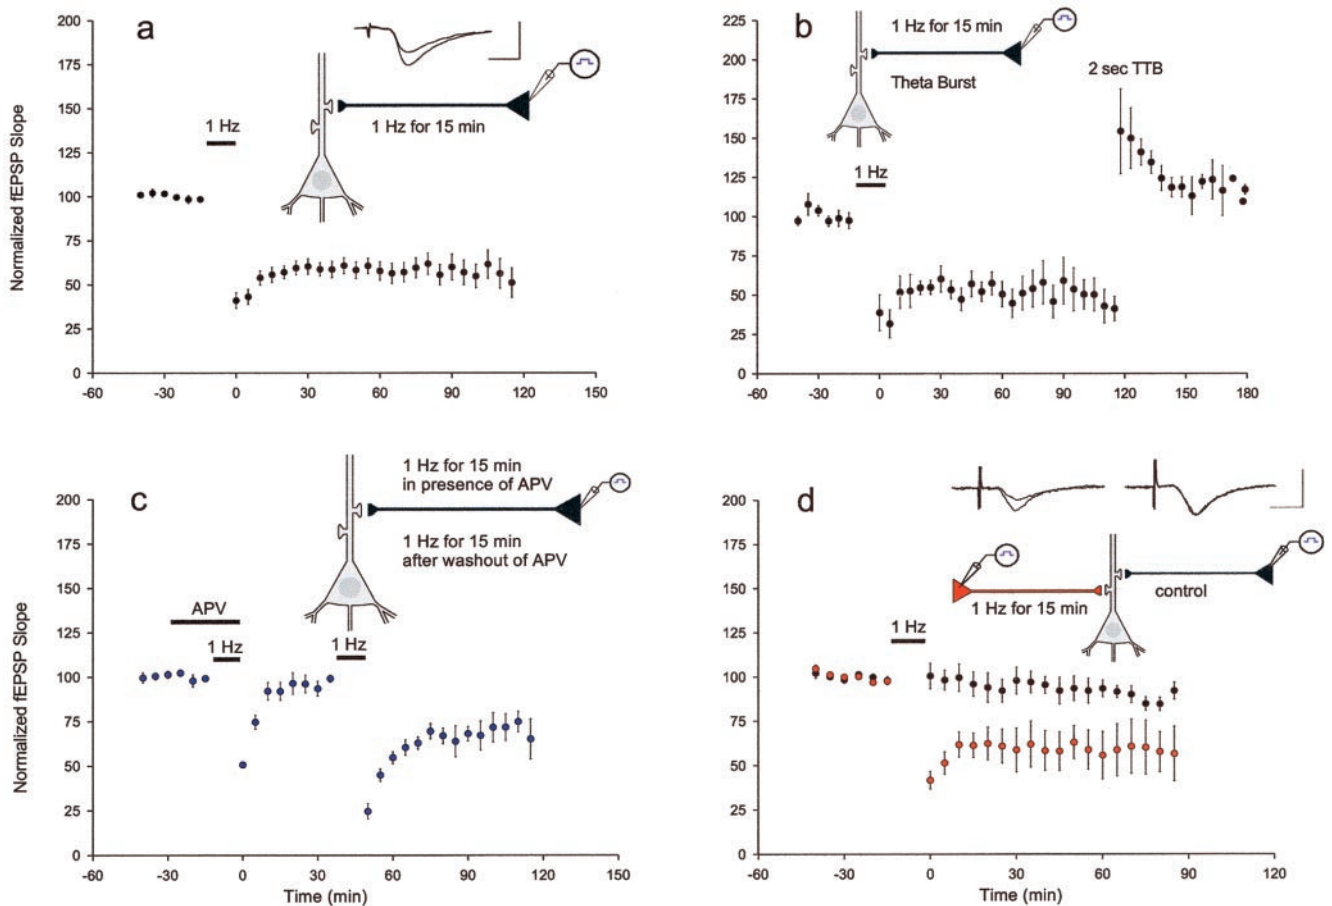 a
200
175
150
125
100
75
50
25
0
Normalized fEPSP Slope
1 Hz
1 Hz for 15 min
-60 -30 0 30 60 90 120 150
b
225
200
175
150
125
100
75
50
25
0
1 Hz for 15 min
Theta Burst
2 sec TTB
1 Hz
-60 -30 0 30 60 90 120 150 180
c
200
175
150
125
100
75
50
25
0
Normalized fEPSP Slope
1 Hz for 15 min
in presence of APV
1 Hz for 15 min
after washout of APV
APV
1 Hz
1 Hz
-60 -30 0 30 60 90 120 150
Time (min)
d
200
175
150
125
100
75
50
25
0
1 Hz for 15 min
control
1 Hz
-60 -30 0 30 60 90 120
Time (min)